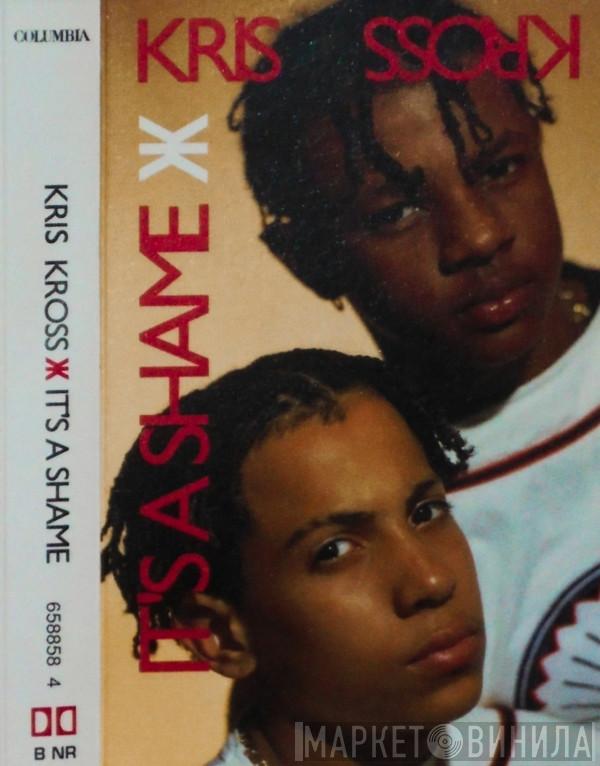 COLUMBIA
KRIS KROSS Ж IT'S A SHAME
658858 4
B NR
KRIS KROSS
IT'S A SHAME Ж
МАРКЕТ ВИНИЛА